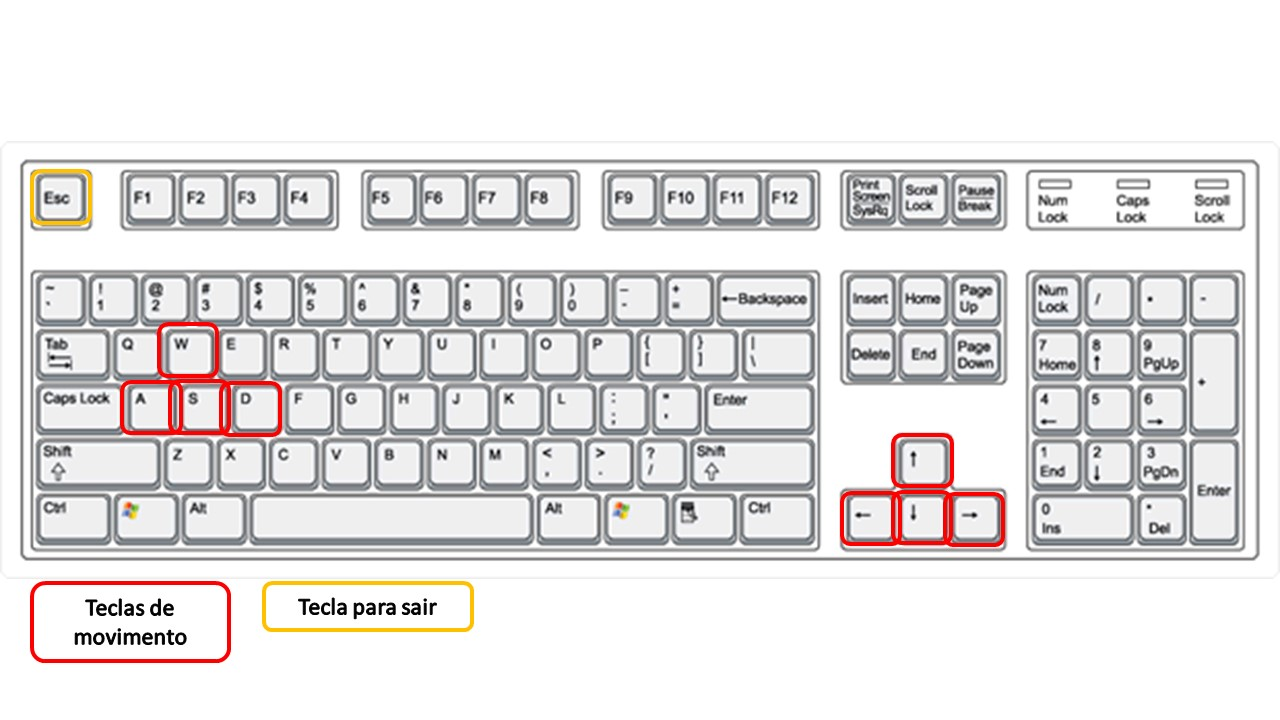 Esc F1 F2 F3 F4 F5 F6 F7 F8 F9 F10 F11 F12
Print Screen SysRq
Scroll Lock
Pause Break
Num Lock
Caps Lock
Scroll Lock
~ `
! 1
@ 2
# 3
$ 4
% 5
^ 6
& 7
* 8
( 9
) 0
– -
+ =
←Backspace
Insert Home
Page Up
Num Lock
/ * -
Tab Q W E R T Y U I O P
{ [
} ]
| \
Delete End
Page Down
7 Home
8 ↑
9 PgUp
+
Caps Lock A S D F G H J K L
: ;
" '
Enter
4 ←
5
6 →
Shift Z X C V B N M
< ,
> .
? /
Shift
↑
1 End
2 ↓
3 PgDn
Enter
Ctrl Alt Alt Ctrl
← ↓ →
0 Ins
. Del
Teclas de
movimento
Tecla para sair